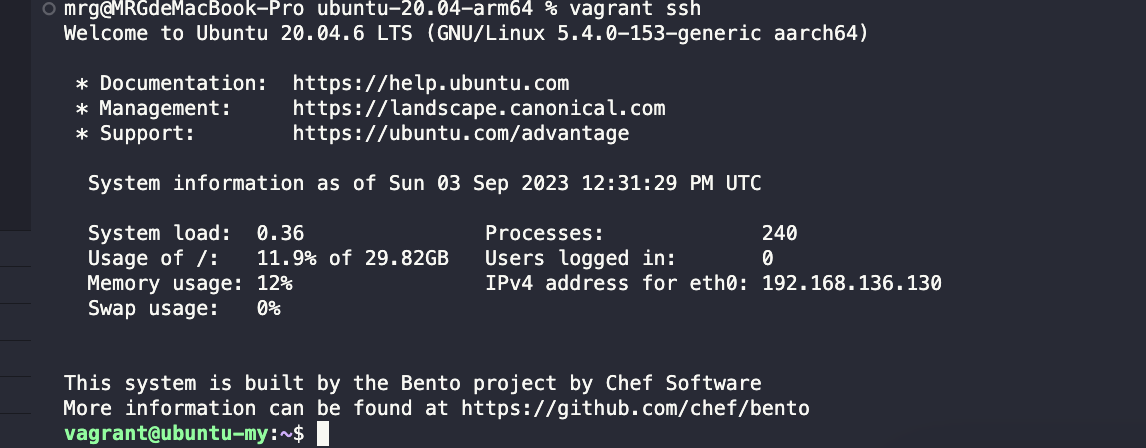 mrg@MRGdeMacBook-Pro ubuntu-20.04-arm64 % vagrant ssh
Welcome to Ubuntu 20.04.6 LTS (GNU/Linux 5.4.0-153-generic aarch64)
* Documentation:  https://help.ubuntu.com
* Management:     https://landscape.canonical.com
* Support:        https://ubuntu.com/advantage
System information as of Sun 03 Sep 2023 12:31:29 PM UTC
System load:  0.36               Processes:             240
Usage of /:   11.9% of 29.82GB   Users logged in:       0
Memory usage: 12%                IPv4 address for eth0: 192.168.136.130
Swap usage:   0%
This system is built by the Bento project by Chef Software
More information can be found at https://github.com/chef/bento
vagrant@ubuntu-my:~$